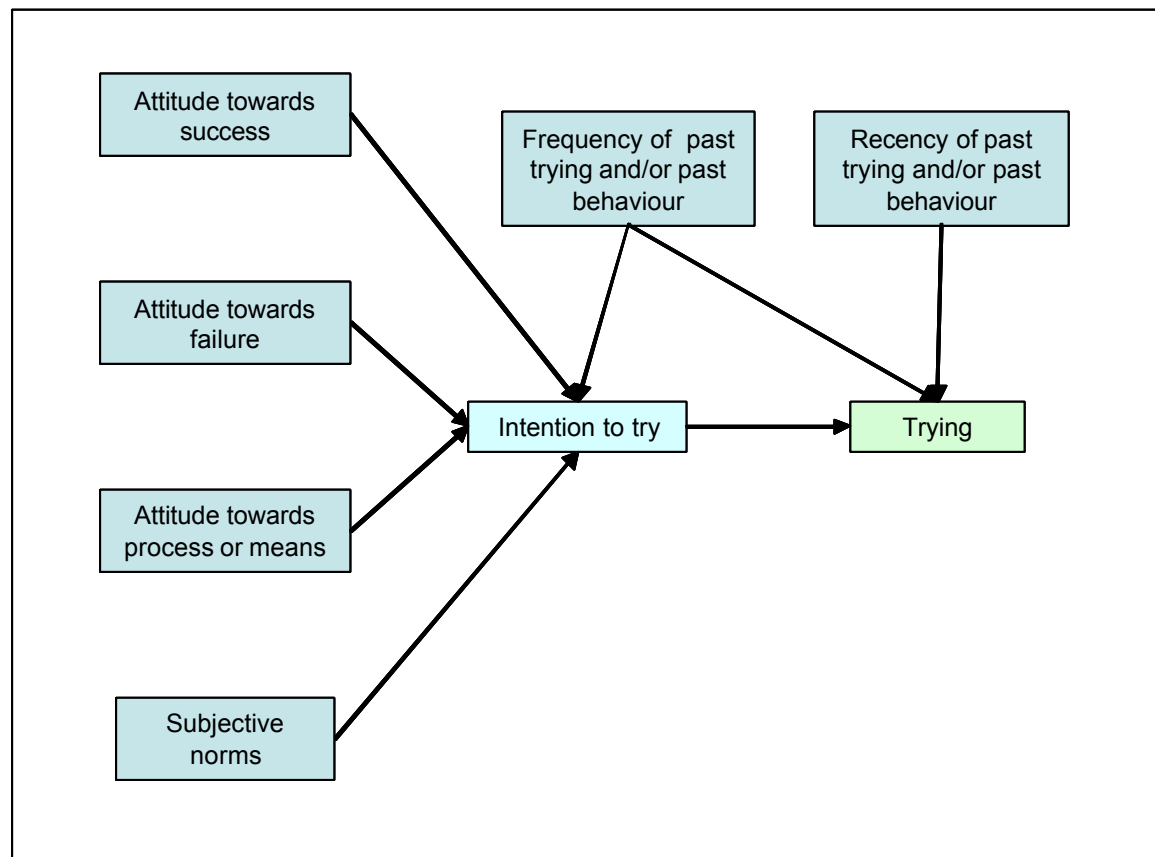 Attitude towards
success
Frequency of  past
trying and/or past
behaviour
Recency of past
trying and/or past
behaviour
Attitude towards
failure
Intention to try
Trying
Attitude towards
process or means
Subjective
norms